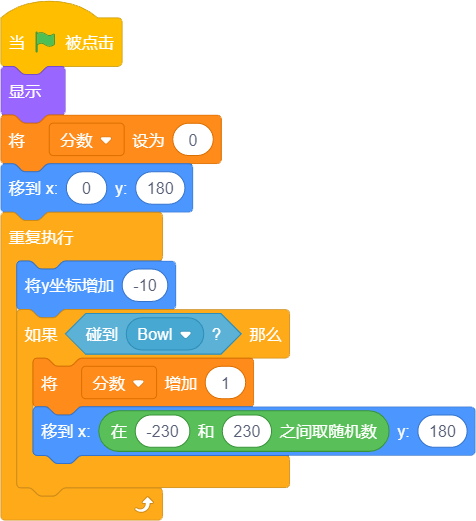 当 被点击
显示
将 分数 设为 0
移到 x: 0 y: 180
重复执行
将y坐标增加 -10
如果 碰到 Bowl ? 那么
将 分数 增加 1
移到 x: 在 -230 和 230 之间取随机数 y: 180